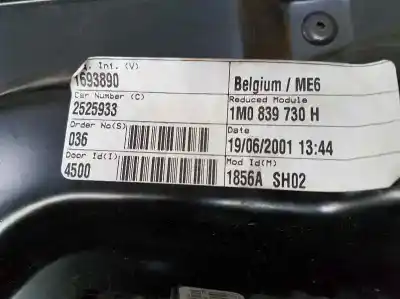 Int. (V)
1693890
Belgium / ME6
Car Number (C)
2525933
Reduced Module
1M0 839 730 H
Order No(S)
036
Date
19/06/2001 13:44
Door Id(I)
4500
Mod Id(M)
1856A SH02